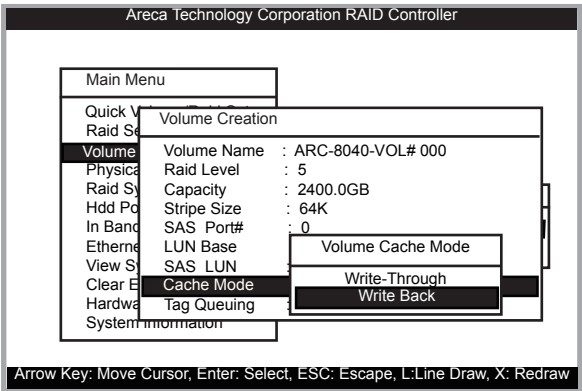 Areca Technology Corporation RAID Controller
Main Menu
Quick
Raid
Volume
Physica
Raid Sy
Hdd Po
In Band
Etherne
View Sy
Clear E
Hardwa
System Information
Volume Creation
Volume Name : ARC-8040-VOL# 000
Raid Level : 5
Capacity : 2400.0GB
Stripe Size : 64K
SAS Port# : 0
LUN Base
SAS LUN :
Cache Mode
Tag Queuing :
Volume Cache Mode
Write-Through
Write Back
Arrow Key: Move Cursor, Enter: Select, ESC: Escape, L:Line Draw, X: Redraw